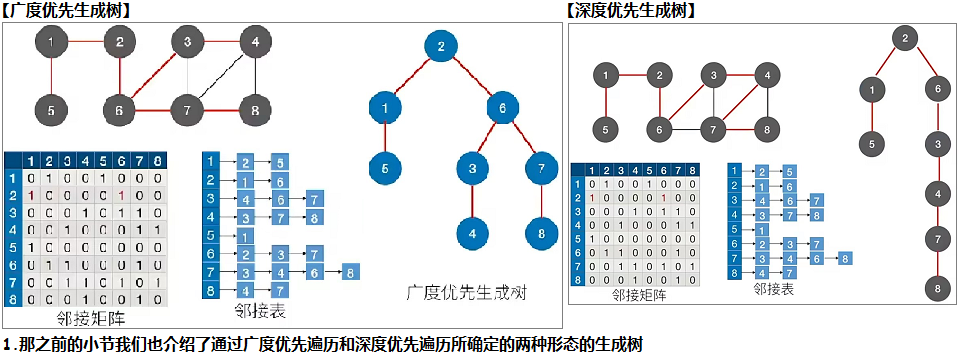 【广度优先生成树】
1 2 3 4
5 6 7 8
2
1 6
5 3 7
4 8
广度优先生成树
1 2 3 4 5 6 7 8
1 0 1 0 0 1 0 0 0
2 1 0 0 0 0 1 0 0
3 0 0 0 1 0 1 1 0
4 0 0 1 0 0 0 1 1
5 1 0 0 0 0 0 0 0
6 0 1 1 0 0 0 1 0
7 0 0 1 1 0 1 0 1
8 0 0 0 1 0 0 1 0
邻接矩阵
1 2 5
2 1 6
3 4 6 7
4 3 7 8
5 1
6 2 3 7
7 3 4 6 8
8 4 7
邻接表
【深度优先生成树】
1 2 3 4
5 6 7 8
2
1 6
5 3
4
7
8
1 2 3 4 5 6 7 8
1 0 1 0 0 1 0 0 0
2 1 0 0 0 0 1 0 0
3 0 0 0 1 0 1 1 0
4 0 0 1 0 0 0 1 1
5 1 0 0 0 0 0 0 0
6 0 1 1 0 0 0 1 0
7 0 0 1 1 0 1 0 1
8 0 0 0 1 0 0 1 0
邻接矩阵
1 2 5
2 1 6
3 4 6 7
4 3 7 8
5 1
6 2 3 7
7 3 4 6 8
8 4 7
邻接表
1.那之前的小节我们也介绍了通过广度优先遍历和深度优先遍历所确定的两种形态的生成树